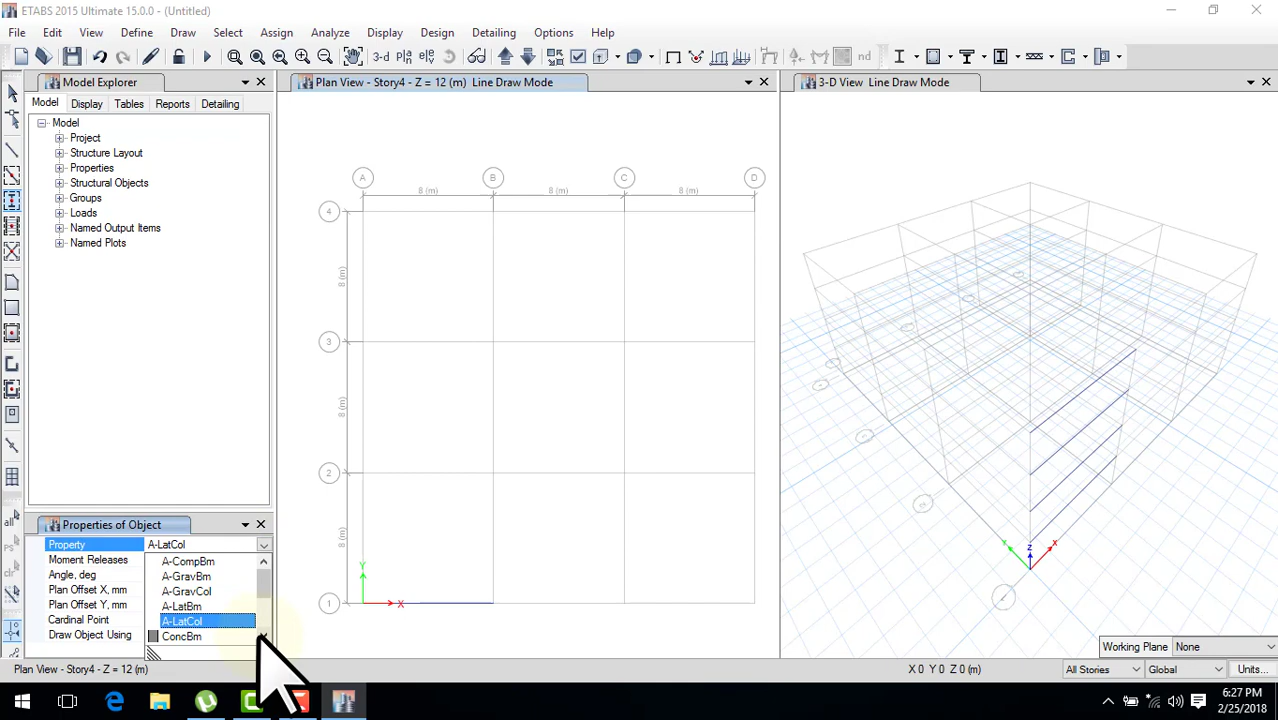 ETABS 2015 Ultimate 15.0.0 - (Untitled)
File Edit View Define Draw Select Assign Analyze Display Design Detailing Options Help
3-d
Model Explorer
Plan View - Story4 - Z = 12 (m) Line Draw Mode
3-D View Line Draw Mode
Model Display Tables Reports Detailing
Model
Project
Structure Layout
Properties
Structural Objects
Groups
Loads
Named Output Items
Named Plots
A B C D
8 (m) 8 (m) 8 (m)
4
8 (m)
3
8 (m)
2
8 (m)
1
Y
X
Y Z X
all
Properties of Object
Property A-LatCol
Moment Releases
Angle, deg
Plan Offset X, mm
Plan Offset Y, mm
Cardinal Point
Draw Object Using
A-CompBm
A-GravBm
A-GravCol
A-LatBm
A-LatCol
ConcBm
Working Plane None
Plan View - Story4 - Z = 12 (m)
X 0 Y 0 Z 0 (m)
All Stories
Global
Units...
6:27 PM
2/25/2018